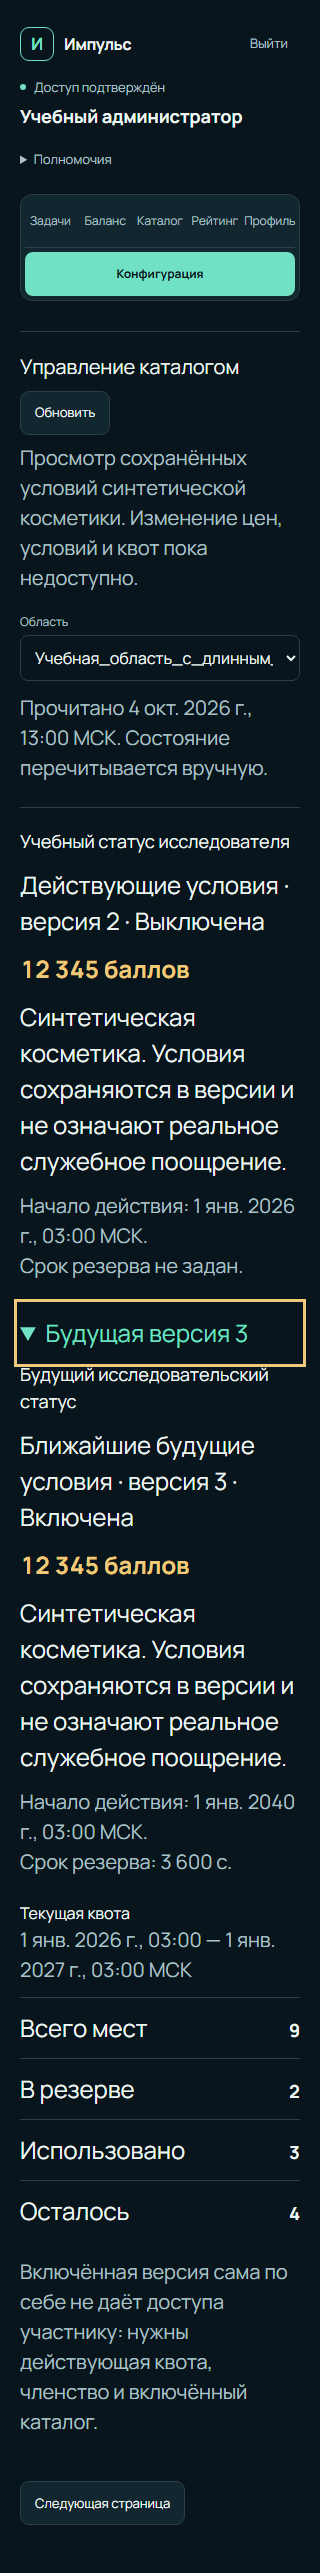 И Импульс Выйти
Доступ подтверждён
Учебный администратор
Полномочия
Задачи Баланс Каталог Рейтинг Профиль
Конфигурация
Управление каталогом
Обновить
Просмотр сохранённых
условий синтетической
косметики. Изменение цен,
условий и квот пока
недоступно.
Область
Учебная_область_с_длинным_
Прочитано 4 окт. 2026 г.,
13:00 МСК. Состояние
перечитывается вручную.
Учебный статус исследователя
Действующие условия ·
версия 2 · Выключена
12 345 баллов
Синтетическая
косметика. Условия
сохраняются в версии и
не означают реальное
служебное поощрение.
Начало действия: 1 янв. 2026
г., 03:00 МСК.
Срок резерва не задан.
Будущая версия 3
Будущий исследовательский
статус
Ближайшие будущие
условия · версия 3 ·
Включена
12 345 баллов
Синтетическая
косметика. Условия
сохраняются в версии и
не означают реальное
служебное поощрение.
Начало действия: 1 янв. 2040
г., 03:00 МСК.
Срок резерва: 3 600 с.
Текущая квота
1 янв. 2026 г., 03:00 — 1 янв.
2027 г., 03:00 МСК
Всего мест 9
В резерве 2
Использовано 3
Осталось 4
Включённая версия сама по
себе не даёт доступа
участнику: нужны
действующая квота,
членство и включённый
каталог.
Следующая страница